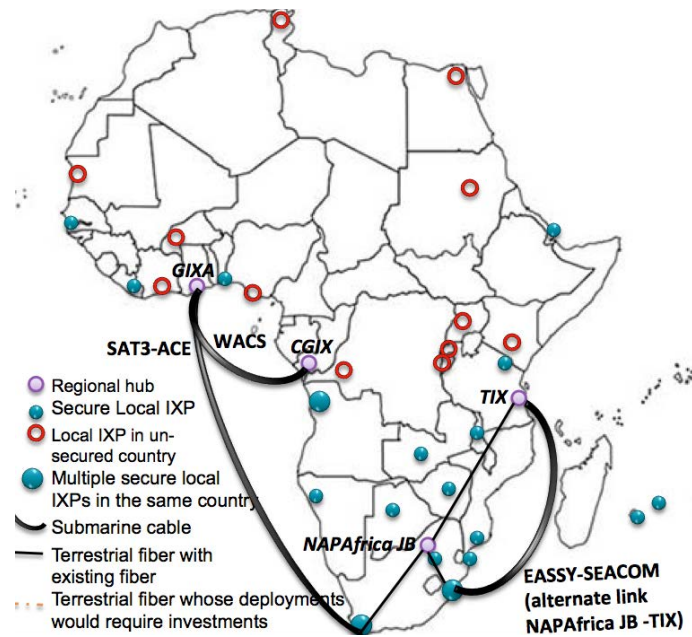 GIXA
SAT3-ACE
WACS
CGIX
TIX
Regional hub
Secure Local IXP
Local IXP in un-
secured country
Multiple secure local
IXPs in the same country
Submarine cable
Terrestrial fiber with
existing fiber
Terrestrial fiber whose deployments
would require investments
NAPAfrica JB
EASSY-SEACOM
(alternate link
NAPAfrica JB -TIX)